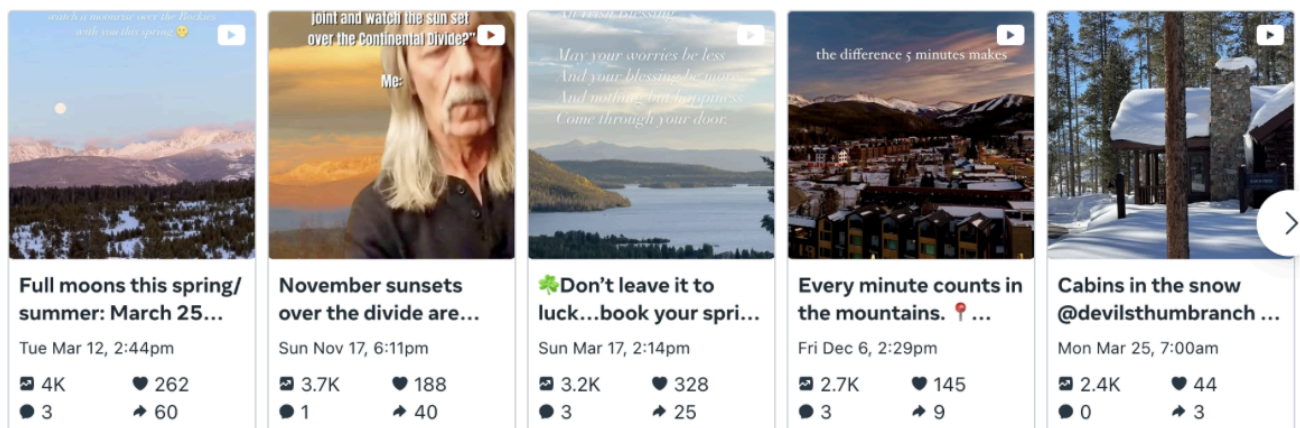 watch a moonrise over the Rockies
with you this spring 🙂
Full moons this spring/
summer: March 25...
Tue Mar 12, 2:44pm
4K 262
3 60
joint and watch the sun set
over the Continental Divide?"
Me:
November sunsets
over the divide are...
Sun Nov 17, 6:11pm
3.7K 188
1 40
An Irish Blessing
May your worries be less
And your blessing be more
And nothing but happiness
Come through your door.
🍀Don't leave it to
luck...book your spri...
Sun Mar 17, 2:14pm
3.2K 328
3 25
the difference 5 minutes makes
Every minute counts in
the mountains. 📍...
Fri Dec 6, 2:29pm
2.7K 145
3 9
Cabins in the snow
@devilsthumbranch ...
Mon Mar 25, 7:00am
2.4K 44
0 3